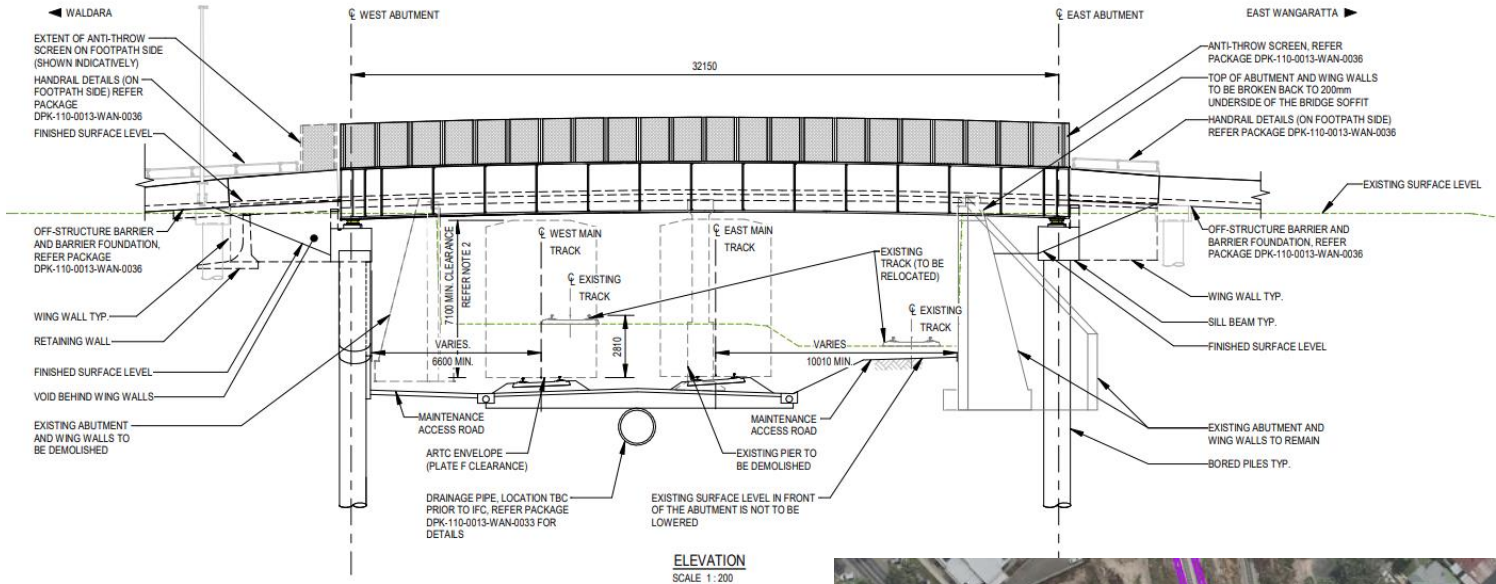 WALDARA
℄ WEST ABUTMENT
℄ EAST ABUTMENT
EAST WANGARATTA
EXTENT OF ANTI-THROW
SCREEN ON FOOTPATH SIDE
(SHOWN INDICATIVELY)
HANDRAIL DETAILS (ON
FOOTPATH SIDE) REFER
PACKAGE
DPK-110-0013-WAN-0036
FINISHED SURFACE LEVEL
32150
ANTI-THROW SCREEN, REFER
PACKAGE DPK-110-0013-WAN-0036
TOP OF ABUTMENT AND WING WALLS
TO BE BROKEN BACK TO 200mm
UNDERSIDE OF THE BRIDGE SOFFIT
HANDRAIL DETAILS (ON FOOTPATH SIDE)
REFER PACKAGE DPK-110-0013-WAN-0036
EXISTING SURFACE LEVEL
OFF-STRUCTURE BARRIER
AND BARRIER FOUNDATION,
REFER PACKAGE
DPK-110-0013-WAN-0036
WING WALL TYP.
RETAINING WALL
FINISHED SURFACE LEVEL
VOID BEHIND WING WALLS
EXISTING ABUTMENT
AND WING WALLS TO
BE DEMOLISHED
7100 MIN. CLEARANCE
REFER NOTE 2
℄ WEST MAIN
TRACK
℄ EXISTING
TRACK
℄ EAST MAIN
TRACK
EXISTING
TRACK (TO BE
RELOCATED)
℄ EXISTING
TRACK
VARIES.
6600 MIN.
2810
VARIES
10010 MIN.
OFF-STRUCTURE BARRIER AND
BARRIER FOUNDATION, REFER
PACKAGE DPK-110-0013-WAN-0036
WING WALL TYP.
SILL BEAM TYP.
FINISHED SURFACE LEVEL
EXISTING ABUTMENT AND
WING WALLS TO REMAIN
BORED PILES TYP.
MAINTENANCE
ACCESS ROAD
ARTC ENVELOPE
(PLATE F CLEARANCE)
DRAINAGE PIPE, LOCATION TBC
PRIOR TO IFC, REFER PACKAGE
DPK-110-0013-WAN-0033 FOR
DETAILS
EXISTING PIER TO
BE DEMOLISHED
MAINTENANCE
ACCESS ROAD
EXISTING SURFACE LEVEL IN FRONT
OF THE ABUTMENT IS NOT TO BE
LOWERED
ELEVATION
SCALE 1 : 200